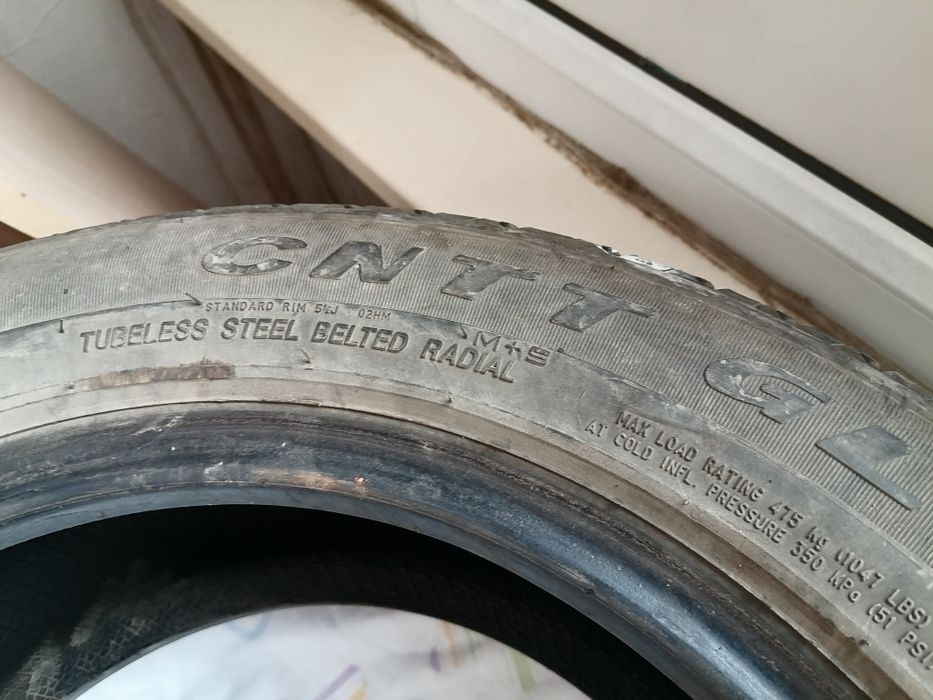 CNTT GL
STANDARD RIM 5½J 02HM
M+S
TUBELESS STEEL BELTED RADIAL
MAX LOAD RATING 475 kg (1047 LBS)
AT COLD INFL. PRESSURE 350 KPa (51 PSI)